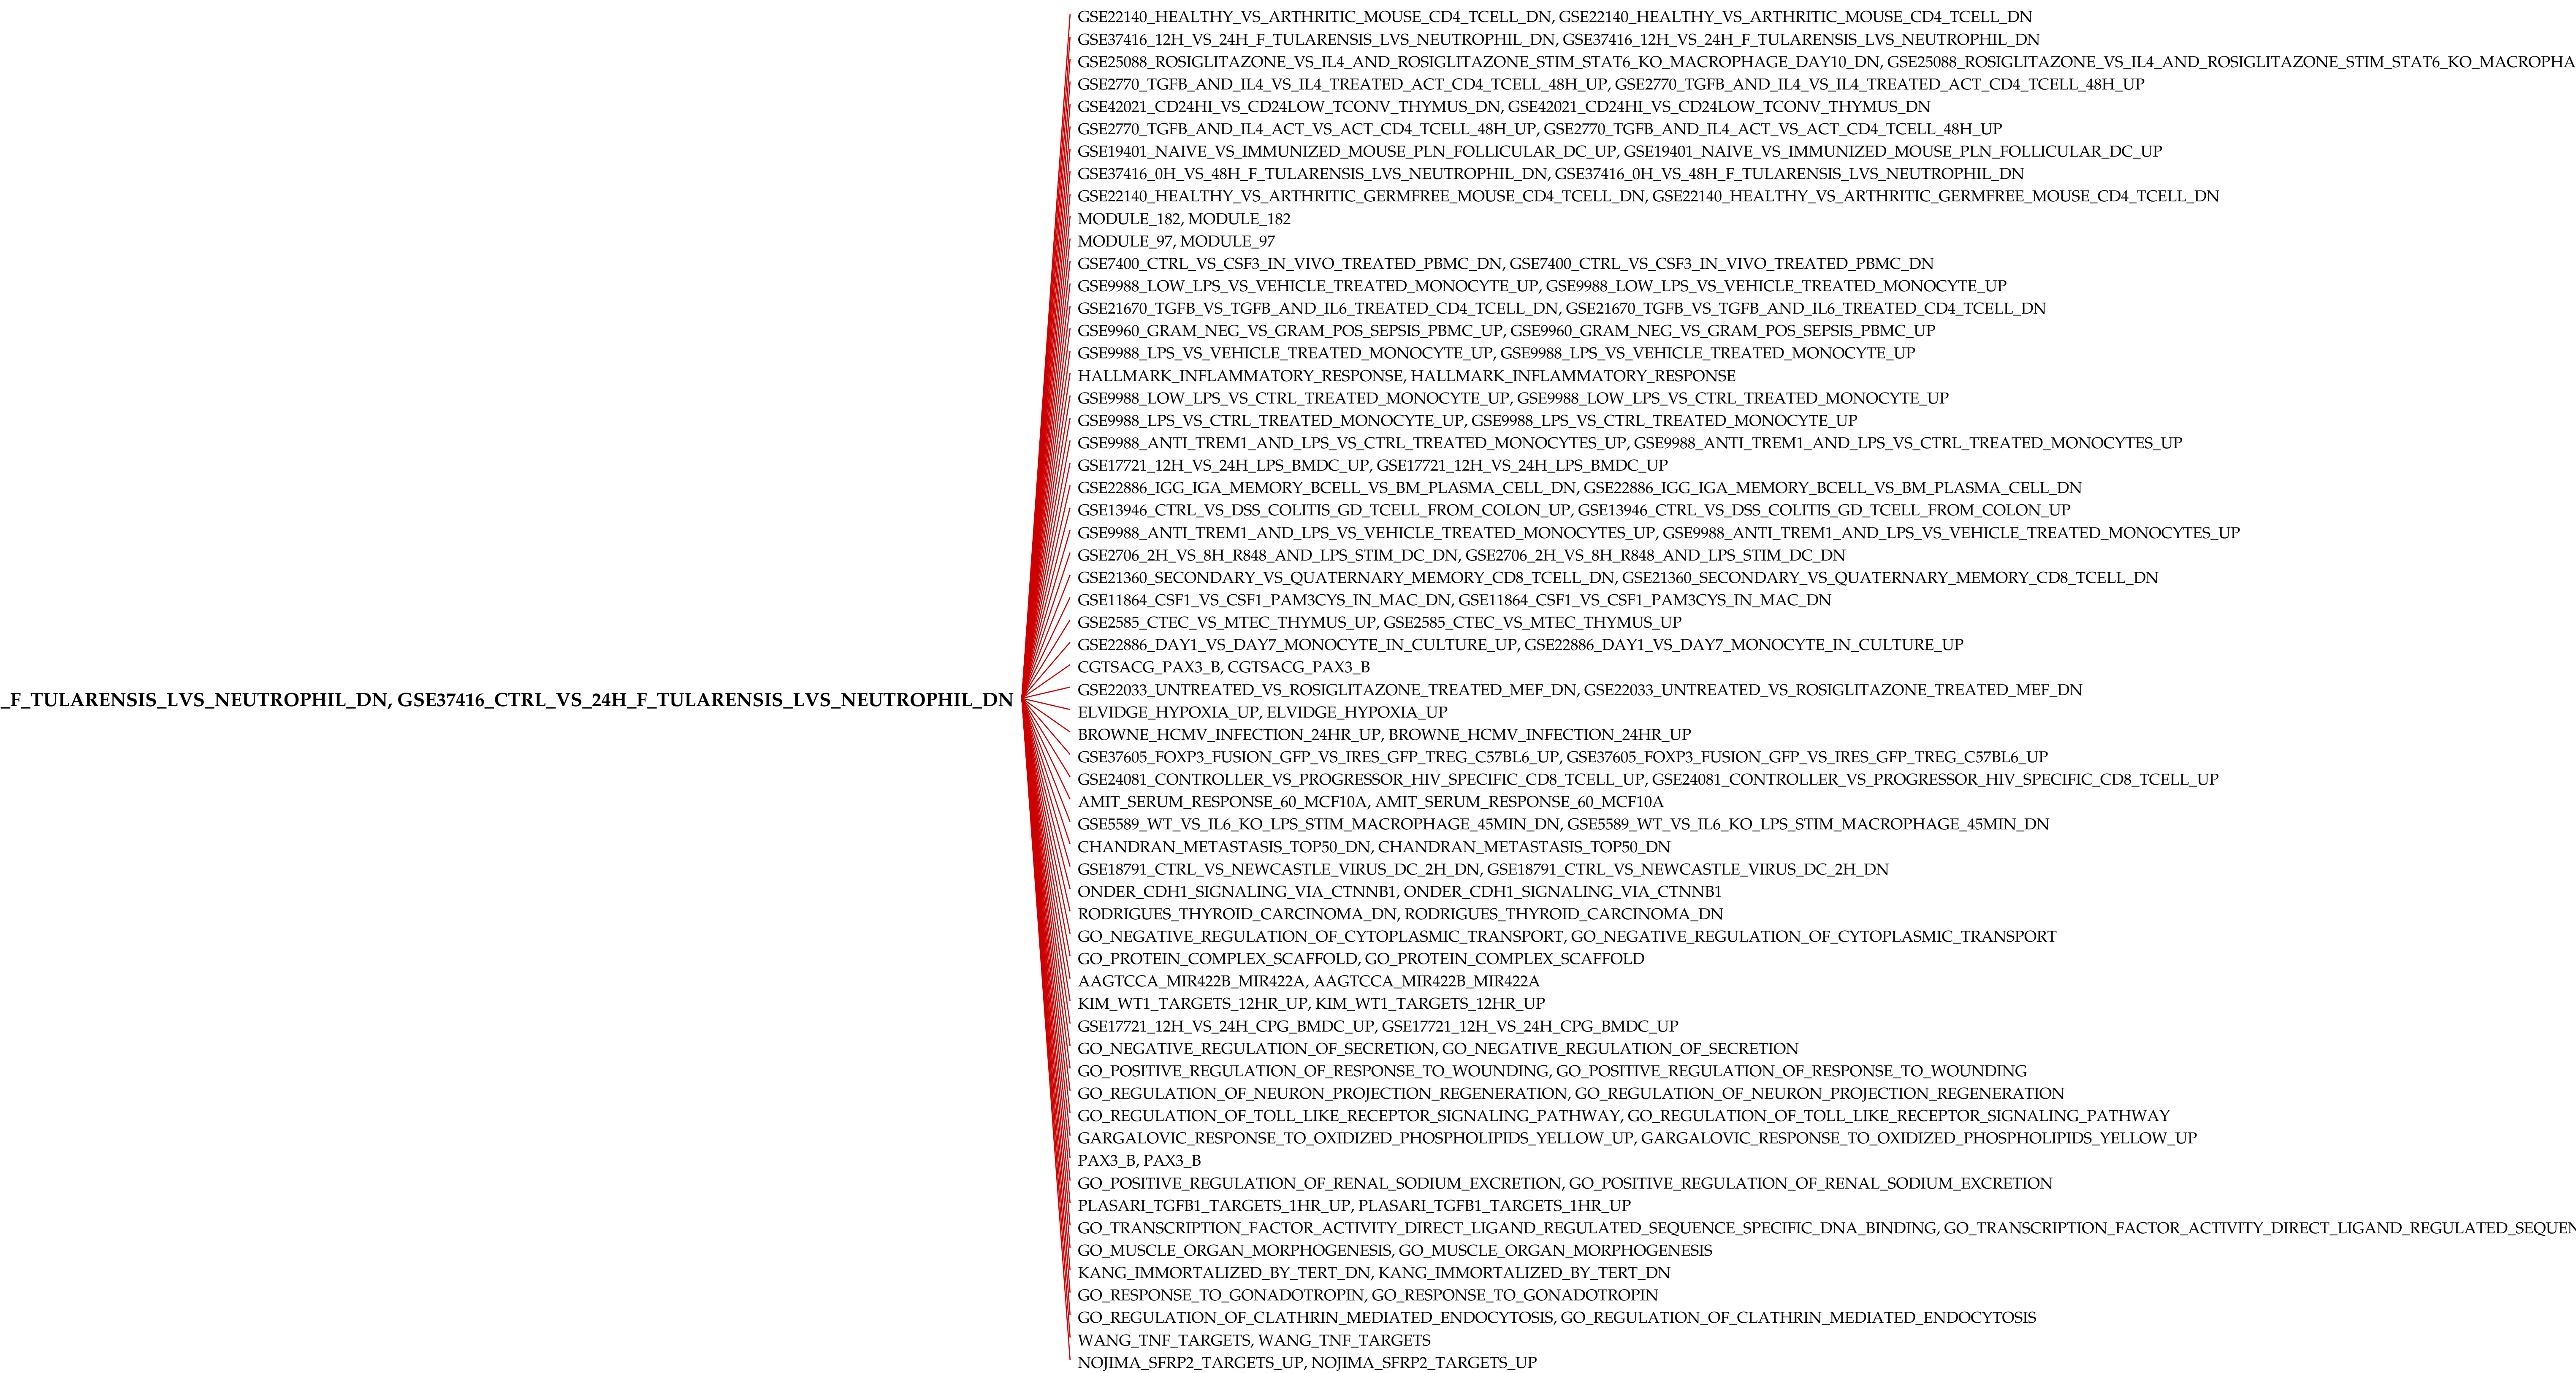 GSE22140_HEALTHY_VS_ARTHRITIC_MOUSE_CD4_TCELL_DN, GSE22140_HEALTHY_VS_ARTHRITIC_MOUSE_CD4_TCELL_DN
GSE37416_12H_VS_24H_F_TULARENSIS_LVS_NEUTROPHIL_DN, GSE37416_12H_VS_24H_F_TULARENSIS_LVS_NEUTROPHIL_DN
GSE25088_ROSIGLITAZONE_VS_IL4_AND_ROSIGLITAZONE_STIM_STAT6_KO_MACROPHAGE_DAY10_DN, GSE25088_ROSIGLITAZONE_VS_IL4_AND_ROSIGLITAZONE_STIM_STAT6_KO_MACROPHA
GSE2770_TGFB_AND_IL4_VS_IL4_TREATED_ACT_CD4_TCELL_48H_UP, GSE2770_TGFB_AND_IL4_VS_IL4_TREATED_ACT_CD4_TCELL_48H_UP
GSE42021_CD24HI_VS_CD24LOW_TCONV_THYMUS_DN, GSE42021_CD24HI_VS_CD24LOW_TCONV_THYMUS_DN
GSE2770_TGFB_AND_IL4_ACT_VS_ACT_CD4_TCELL_48H_UP, GSE2770_TGFB_AND_IL4_ACT_VS_ACT_CD4_TCELL_48H_UP
GSE19401_NAIVE_VS_IMMUNIZED_MOUSE_PLN_FOLLICULAR_DC_UP, GSE19401_NAIVE_VS_IMMUNIZED_MOUSE_PLN_FOLLICULAR_DC_UP
GSE37416_0H_VS_48H_F_TULARENSIS_LVS_NEUTROPHIL_DN, GSE37416_0H_VS_48H_F_TULARENSIS_LVS_NEUTROPHIL_DN
GSE22140_HEALTHY_VS_ARTHRITIC_GERMFREE_MOUSE_CD4_TCELL_DN, GSE22140_HEALTHY_VS_ARTHRITIC_GERMFREE_MOUSE_CD4_TCELL_DN
MODULE_182, MODULE_182
MODULE_97, MODULE_97
GSE7400_CTRL_VS_CSF3_IN_VIVO_TREATED_PBMC_DN, GSE7400_CTRL_VS_CSF3_IN_VIVO_TREATED_PBMC_DN
GSE9988_LOW_LPS_VS_VEHICLE_TREATED_MONOCYTE_UP, GSE9988_LOW_LPS_VS_VEHICLE_TREATED_MONOCYTE_UP
GSE21670_TGFB_VS_TGFB_AND_IL6_TREATED_CD4_TCELL_DN, GSE21670_TGFB_VS_TGFB_AND_IL6_TREATED_CD4_TCELL_DN
GSE9960_GRAM_NEG_VS_GRAM_POS_SEPSIS_PBMC_UP, GSE9960_GRAM_NEG_VS_GRAM_POS_SEPSIS_PBMC_UP
GSE9988_LPS_VS_VEHICLE_TREATED_MONOCYTE_UP, GSE9988_LPS_VS_VEHICLE_TREATED_MONOCYTE_UP
HALLMARK_INFLAMMATORY_RESPONSE, HALLMARK_INFLAMMATORY_RESPONSE
GSE9988_LOW_LPS_VS_CTRL_TREATED_MONOCYTE_UP, GSE9988_LOW_LPS_VS_CTRL_TREATED_MONOCYTE_UP
GSE9988_LPS_VS_CTRL_TREATED_MONOCYTE_UP, GSE9988_LPS_VS_CTRL_TREATED_MONOCYTE_UP
GSE9988_ANTI_TREM1_AND_LPS_VS_CTRL_TREATED_MONOCYTES_UP, GSE9988_ANTI_TREM1_AND_LPS_VS_CTRL_TREATED_MONOCYTES_UP
GSE17721_12H_VS_24H_LPS_BMDC_UP, GSE17721_12H_VS_24H_LPS_BMDC_UP
GSE22886_IGG_IGA_MEMORY_BCELL_VS_BM_PLASMA_CELL_DN, GSE22886_IGG_IGA_MEMORY_BCELL_VS_BM_PLASMA_CELL_DN
GSE13946_CTRL_VS_DSS_COLITIS_GD_TCELL_FROM_COLON_UP, GSE13946_CTRL_VS_DSS_COLITIS_GD_TCELL_FROM_COLON_UP
GSE9988_ANTI_TREM1_AND_LPS_VS_VEHICLE_TREATED_MONOCYTES_UP, GSE9988_ANTI_TREM1_AND_LPS_VS_VEHICLE_TREATED_MONOCYTES_UP
GSE2706_2H_VS_8H_R848_AND_LPS_STIM_DC_DN, GSE2706_2H_VS_8H_R848_AND_LPS_STIM_DC_DN
GSE21360_SECONDARY_VS_QUATERNARY_MEMORY_CD8_TCELL_DN, GSE21360_SECONDARY_VS_QUATERNARY_MEMORY_CD8_TCELL_DN
GSE11864_CSF1_VS_CSF1_PAM3CYS_IN_MAC_DN, GSE11864_CSF1_VS_CSF1_PAM3CYS_IN_MAC_DN
GSE2585_CTEC_VS_MTEC_THYMUS_UP, GSE2585_CTEC_VS_MTEC_THYMUS_UP
GSE22886_DAY1_VS_DAY7_MONOCYTE_IN_CULTURE_UP, GSE22886_DAY1_VS_DAY7_MONOCYTE_IN_CULTURE_UP
CGTSACG_PAX3_B, CGTSACG_PAX3_B
GSE22033_UNTREATED_VS_ROSIGLITAZONE_TREATED_MEF_DN, GSE22033_UNTREATED_VS_ROSIGLITAZONE_TREATED_MEF_DN
_F_TULARENSIS_LVS_NEUTROPHIL_DN, GSE37416_CTRL_VS_24H_F_TULARENSIS_LVS_NEUTROPHIL_DN
ELVIDGE_HYPOXIA_UP, ELVIDGE_HYPOXIA_UP
BROWNE_HCMV_INFECTION_24HR_UP, BROWNE_HCMV_INFECTION_24HR_UP
GSE37605_FOXP3_FUSION_GFP_VS_IRES_GFP_TREG_C57BL6_UP, GSE37605_FOXP3_FUSION_GFP_VS_IRES_GFP_TREG_C57BL6_UP
GSE24081_CONTROLLER_VS_PROGRESSOR_HIV_SPECIFIC_CD8_TCELL_UP, GSE24081_CONTROLLER_VS_PROGRESSOR_HIV_SPECIFIC_CD8_TCELL_UP
AMIT_SERUM_RESPONSE_60_MCF10A, AMIT_SERUM_RESPONSE_60_MCF10A
GSE5589_WT_VS_IL6_KO_LPS_STIM_MACROPHAGE_45MIN_DN, GSE5589_WT_VS_IL6_KO_LPS_STIM_MACROPHAGE_45MIN_DN
CHANDRAN_METASTASIS_TOP50_DN, CHANDRAN_METASTASIS_TOP50_DN
GSE18791_CTRL_VS_NEWCASTLE_VIRUS_DC_2H_DN, GSE18791_CTRL_VS_NEWCASTLE_VIRUS_DC_2H_DN
ONDER_CDH1_SIGNALING_VIA_CTNNB1, ONDER_CDH1_SIGNALING_VIA_CTNNB1
RODRIGUES_THYROID_CARCINOMA_DN, RODRIGUES_THYROID_CARCINOMA_DN
GO_NEGATIVE_REGULATION_OF_CYTOPLASMIC_TRANSPORT, GO_NEGATIVE_REGULATION_OF_CYTOPLASMIC_TRANSPORT
GO_PROTEIN_COMPLEX_SCAFFOLD, GO_PROTEIN_COMPLEX_SCAFFOLD
AAGTCCA_MIR422B_MIR422A, AAGTCCA_MIR422B_MIR422A
KIM_WT1_TARGETS_12HR_UP, KIM_WT1_TARGETS_12HR_UP
GSE17721_12H_VS_24H_CPG_BMDC_UP, GSE17721_12H_VS_24H_CPG_BMDC_UP
GO_NEGATIVE_REGULATION_OF_SECRETION, GO_NEGATIVE_REGULATION_OF_SECRETION
GO_POSITIVE_REGULATION_OF_RESPONSE_TO_WOUNDING, GO_POSITIVE_REGULATION_OF_RESPONSE_TO_WOUNDING
GO_REGULATION_OF_NEURON_PROJECTION_REGENERATION, GO_REGULATION_OF_NEURON_PROJECTION_REGENERATION
GO_REGULATION_OF_TOLL_LIKE_RECEPTOR_SIGNALING_PATHWAY, GO_REGULATION_OF_TOLL_LIKE_RECEPTOR_SIGNALING_PATHWAY
GARGALOVIC_RESPONSE_TO_OXIDIZED_PHOSPHOLIPIDS_YELLOW_UP, GARGALOVIC_RESPONSE_TO_OXIDIZED_PHOSPHOLIPIDS_YELLOW_UP
PAX3_B, PAX3_B
GO_POSITIVE_REGULATION_OF_RENAL_SODIUM_EXCRETION, GO_POSITIVE_REGULATION_OF_RENAL_SODIUM_EXCRETION
PLASARI_TGFB1_TARGETS_1HR_UP, PLASARI_TGFB1_TARGETS_1HR_UP
GO_TRANSCRIPTION_FACTOR_ACTIVITY_DIRECT_LIGAND_REGULATED_SEQUENCE_SPECIFIC_DNA_BINDING, GO_TRANSCRIPTION_FACTOR_ACTIVITY_DIRECT_LIGAND_REGULATED_SEQUEN
GO_MUSCLE_ORGAN_MORPHOGENESIS, GO_MUSCLE_ORGAN_MORPHOGENESIS
KANG_IMMORTALIZED_BY_TERT_DN, KANG_IMMORTALIZED_BY_TERT_DN
GO_RESPONSE_TO_GONADOTROPIN, GO_RESPONSE_TO_GONADOTROPIN
GO_REGULATION_OF_CLATHRIN_MEDIATED_ENDOCYTOSIS, GO_REGULATION_OF_CLATHRIN_MEDIATED_ENDOCYTOSIS
WANG_TNF_TARGETS, WANG_TNF_TARGETS
NOJIMA_SFRP2_TARGETS_UP, NOJIMA_SFRP2_TARGETS_UP